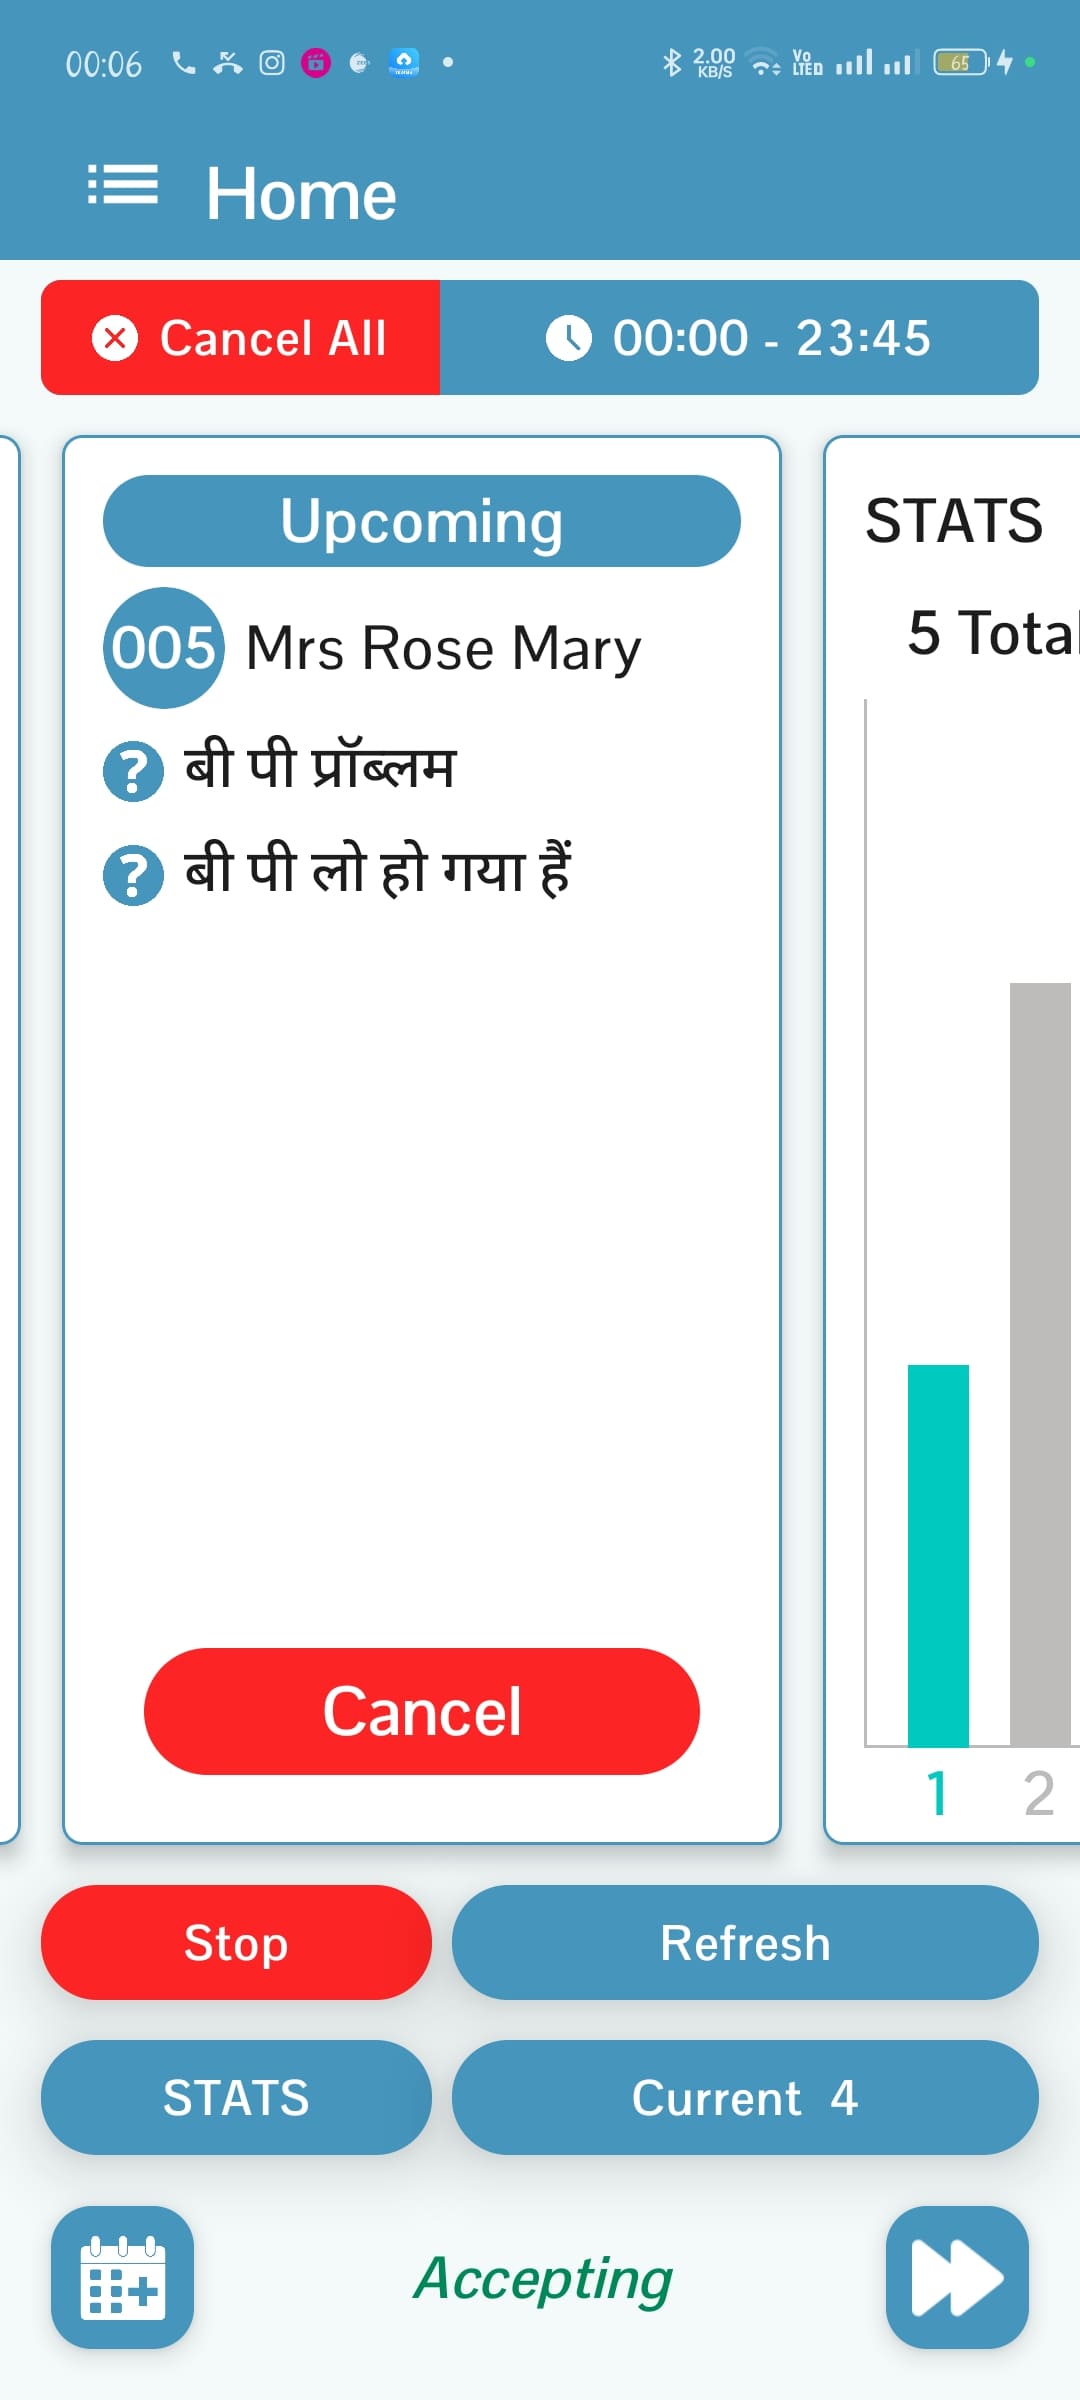 00:06 2.00 KB/S Vo LTED 65
Home
Cancel All 00:00 - 23:45
Upcoming
005 Mrs Rose Mary
? बी पी प्रॉब्लम
? बी पी लो हो गया हैं
Cancel
STATS
5 Total
1 2
Stop Refresh
STATS Current 4
Accepting